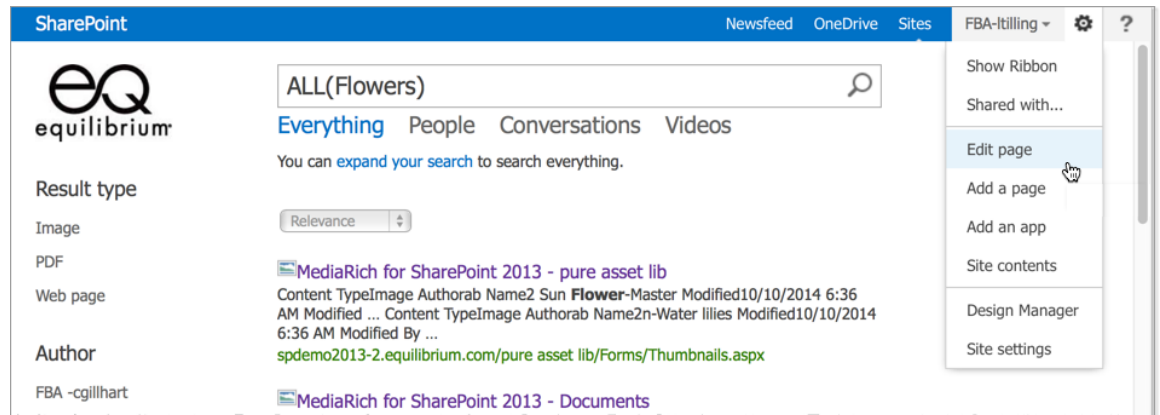 SharePoint
Newsfeed OneDrive Sites FBA-ltilling ?
eQ
equilibrium
ALL(Flowers)
Everything People Conversations Videos
You can expand your search to search everything.
Result type
Image
PDF
Web page
Author
FBA -cgillhart
Relevance
MediaRich for SharePoint 2013 - pure asset lib
Content TypeImage Authorab Name2 Sun Flower-Master Modified10/10/2014 6:36
AM Modified ... Content TypeImage Authorab Name2n-Water lilies Modified10/10/2014
6:36 AM Modified By ...
spdemo2013-2.equilibrium.com/pure asset lib/Forms/Thumbnails.aspx
MediaRich for SharePoint 2013 - Documents
Show Ribbon
Shared with...
Edit page
Add a page
Add an app
Site contents
Design Manager
Site settings